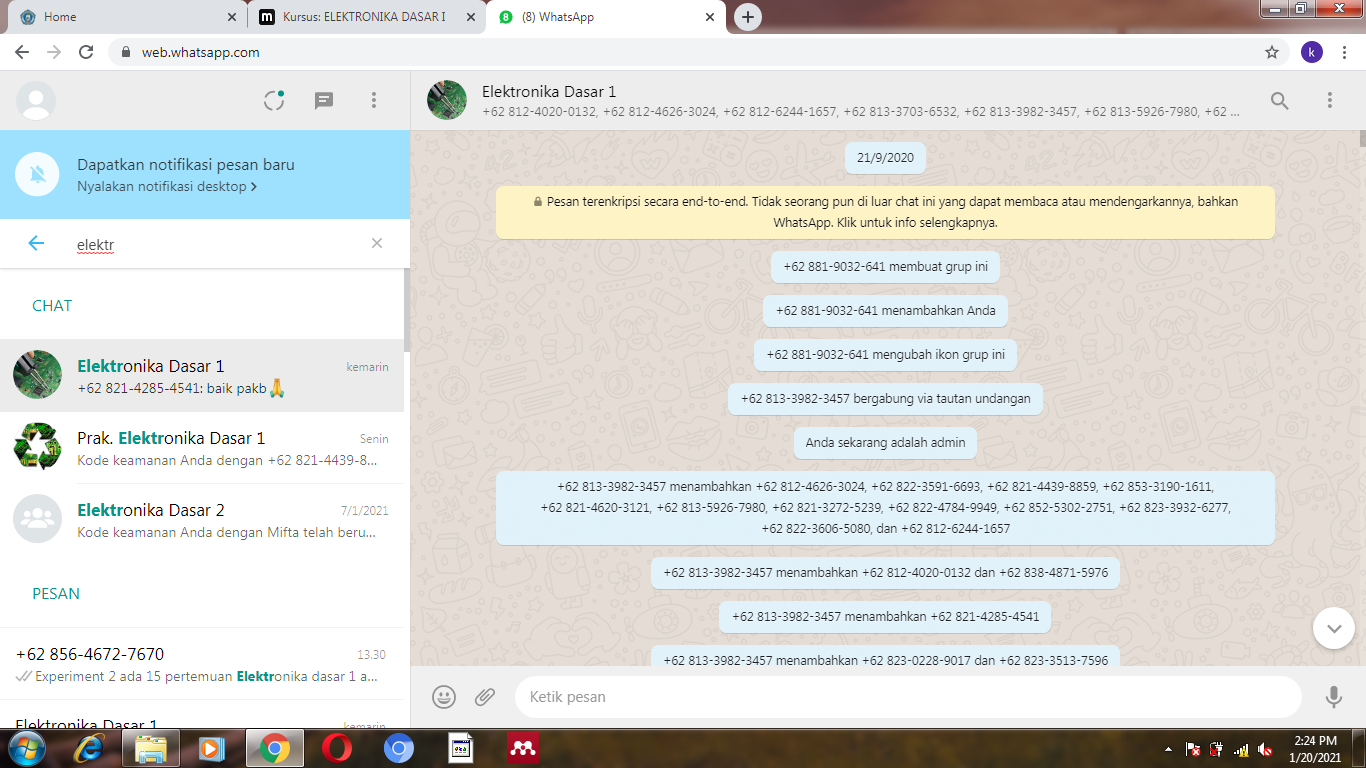 Home
Kursus: ELEKTRONIKA DASAR I
(8) WhatsApp
web.whatsapp.com
k
Dapatkan notifikasi pesan baru
Nyalakan notifikasi desktop >
elektr
CHAT
Elektronika Dasar 1
kemarin
+62 821-4285-4541: baik pakb🙏
Prak. Elektronika Dasar 1
Senin
Kode keamanan Anda dengan +62 821-4439-8...
Elektronika Dasar 2
7/1/2021
Kode keamanan Anda dengan Mifta telah beru...
PESAN
+62 856-4672-7670
13.30
Experiment 2 ada 15 pertemuan Elektronika dasar 1 a...
Elektronika Dasar 1
kemarin
Elektronika Dasar 1
+62 812-4020-0132, +62 812-4626-3024, +62 812-6244-1657, +62 813-3703-6532, +62 813-3982-3457, +62 813-5926-7980, +62 ...
21/9/2020
Pesan terenkripsi secara end-to-end. Tidak seorang pun di luar chat ini yang dapat membaca atau mendengarkannya, bahkan
WhatsApp. Klik untuk info selengkapnya.
+62 881-9032-641 membuat grup ini
+62 881-9032-641 menambahkan Anda
+62 881-9032-641 mengubah ikon grup ini
+62 813-3982-3457 bergabung via tautan undangan
Anda sekarang adalah admin
+62 813-3982-3457 menambahkan +62 812-4626-3024, +62 822-3591-6693, +62 821-4439-8859, +62 853-3190-1611,
+62 821-4620-3121, +62 813-5926-7980, +62 821-3272-5239, +62 822-4784-9949, +62 852-5302-2751, +62 823-3932-6277,
+62 822-3606-5080, dan +62 812-6244-1657
+62 813-3982-3457 menambahkan +62 812-4020-0132 dan +62 838-4871-5976
+62 813-3982-3457 menambahkan +62 821-4285-4541
+62 813-3982-3457 menambahkan +62 823-0228-9017 dan +62 823-3513-7596
Ketik pesan
2:24 PM
1/20/2021